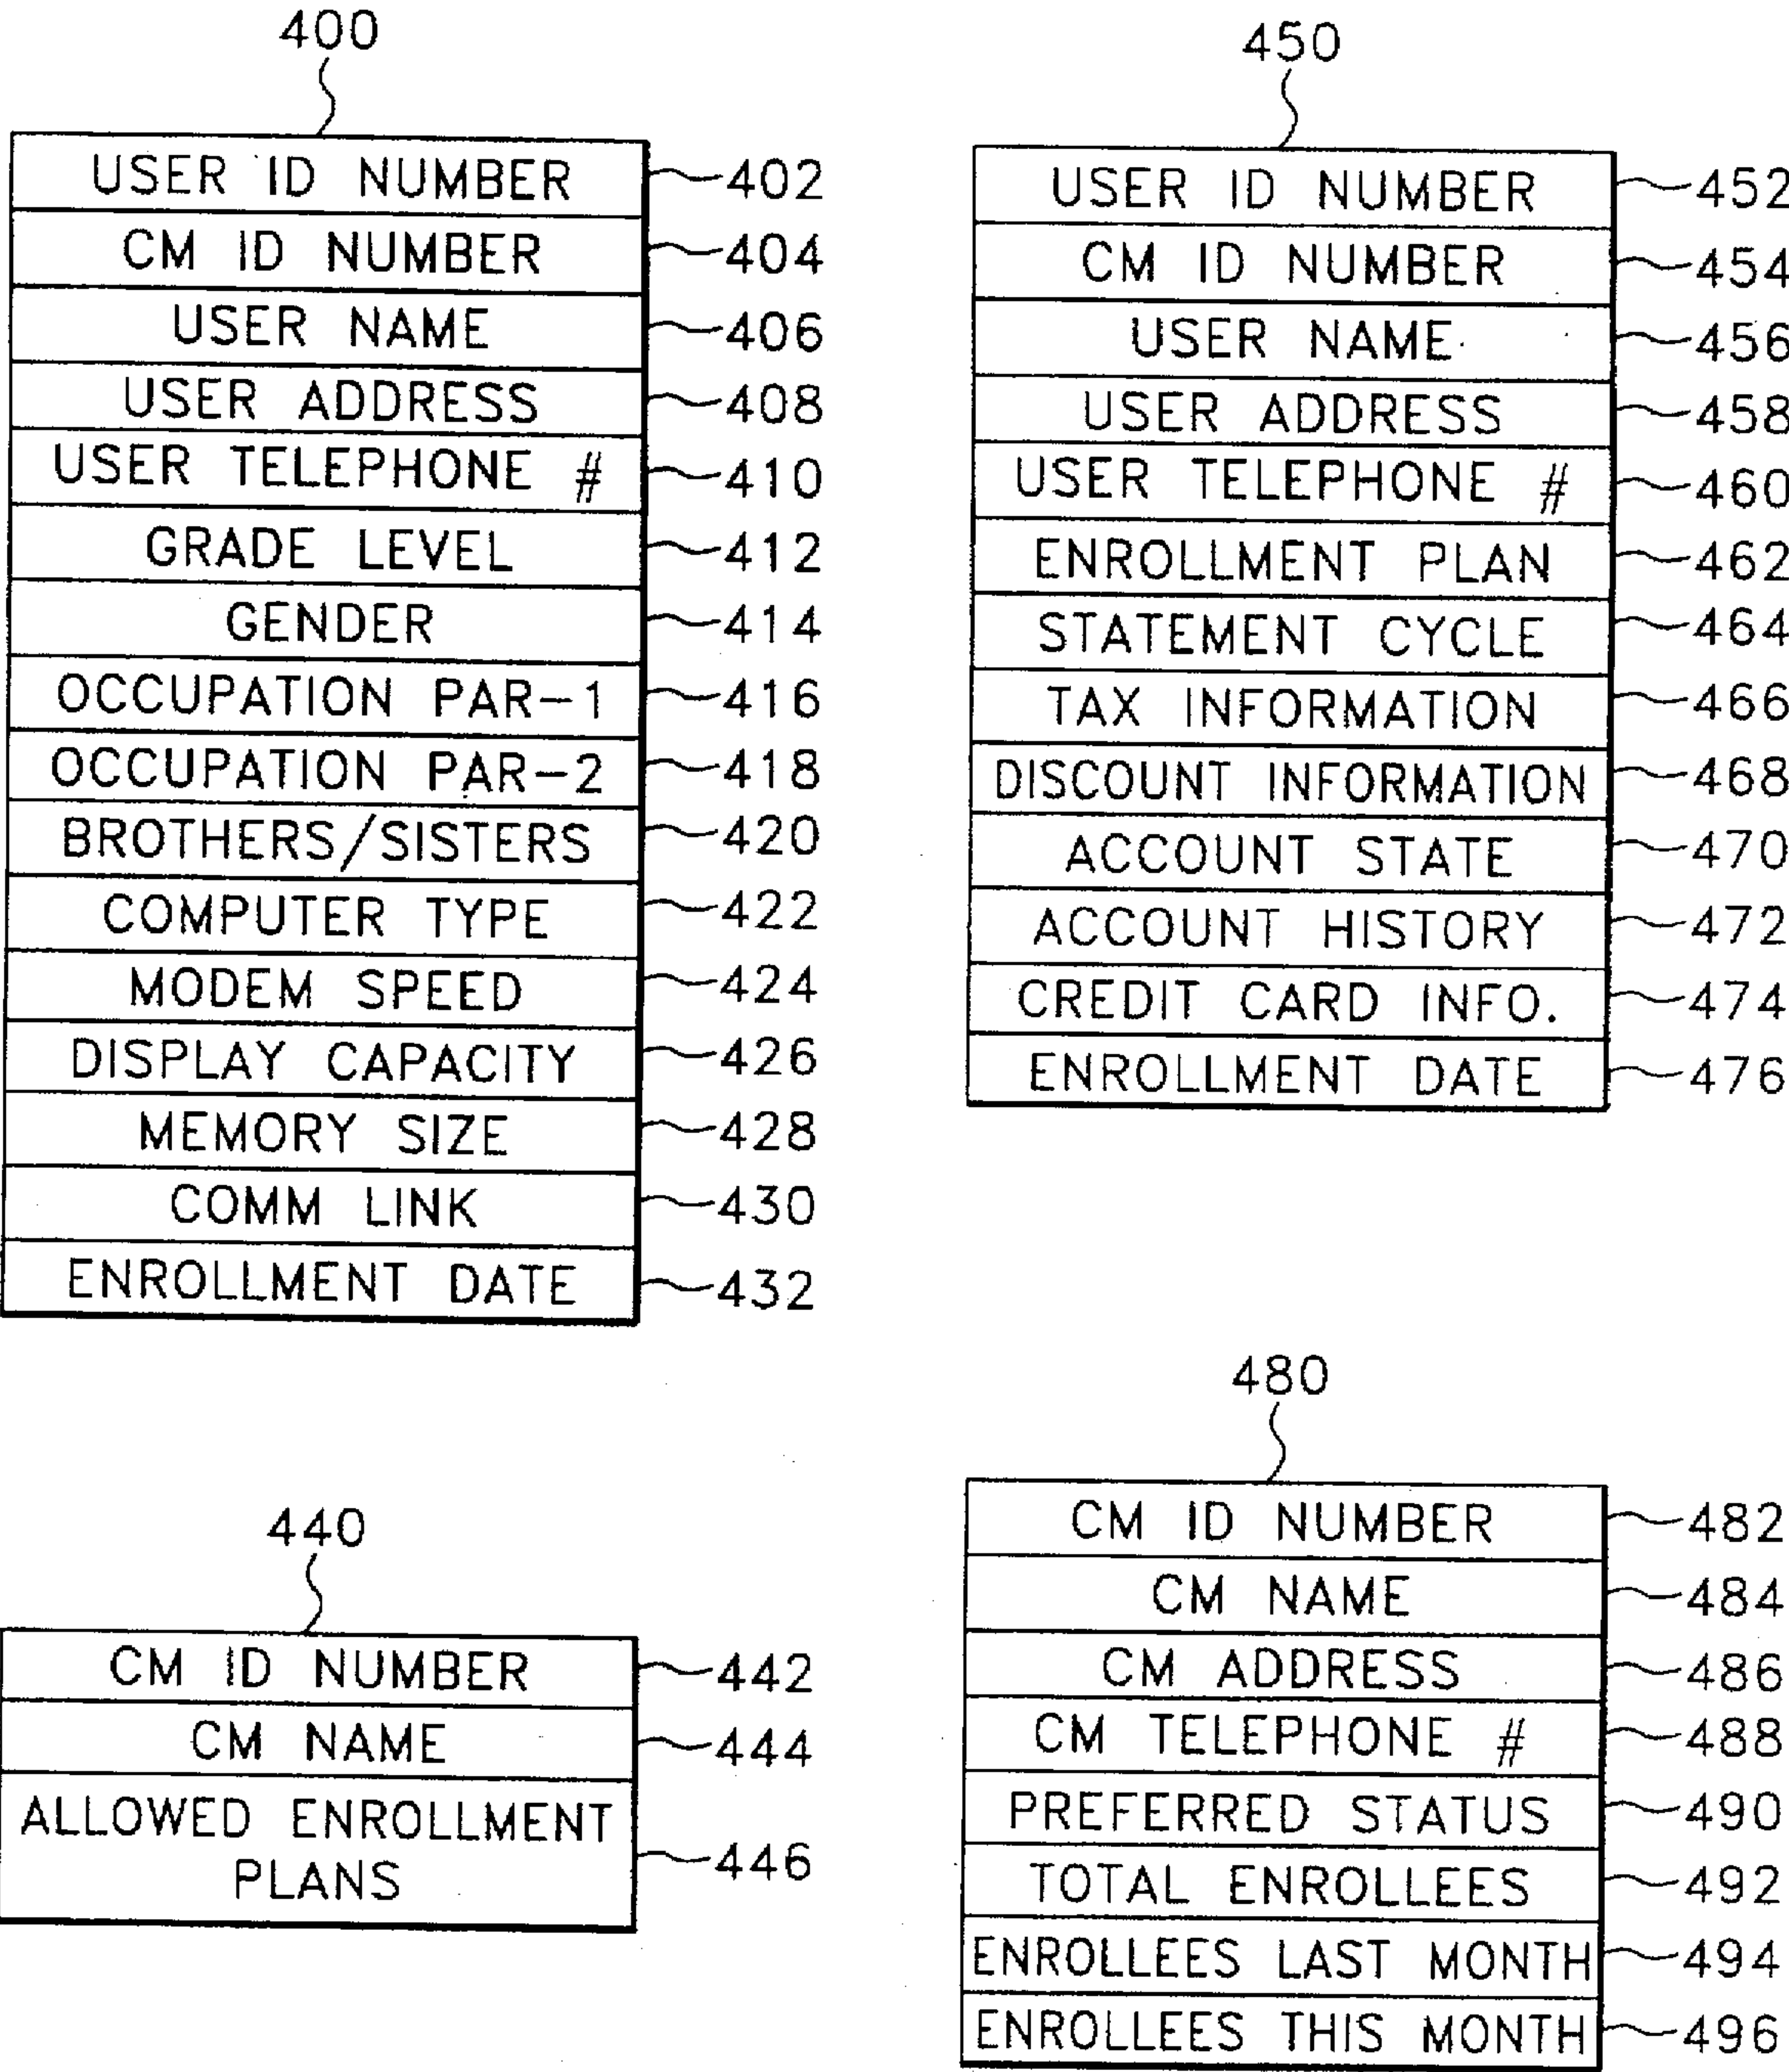 400
USER ID NUMBER 402
CM ID NUMBER 404
USER NAME 406
USER ADDRESS 408
USER TELEPHONE # 410
GRADE LEVEL 412
GENDER 414
OCCUPATION PAR-1 416
OCCUPATION PAR-2 418
BROTHERS/SISTERS 420
COMPUTER TYPE 422
MODEM SPEED 424
DISPLAY CAPACITY 426
MEMORY SIZE 428
COMM LINK 430
ENROLLMENT DATE 432
440
CM ID NUMBER 442
CM NAME 444
ALLOWED ENROLLMENT
PLANS 446
450
USER ID NUMBER 452
CM ID NUMBER 454
USER NAME 456
USER ADDRESS 458
USER TELEPHONE # 460
ENROLLMENT PLAN 462
STATEMENT CYCLE 464
TAX INFORMATION 466
DISCOUNT INFORMATION 468
ACCOUNT STATE 470
ACCOUNT HISTORY 472
CREDIT CARD INFO. 474
ENROLLMENT DATE 476
480
CM ID NUMBER 482
CM NAME 484
CM ADDRESS 486
CM TELEPHONE # 488
PREFERRED STATUS 490
TOTAL ENROLLEES 492
ENROLLEES LAST MONTH 494
ENROLLEES THIS MONTH 496